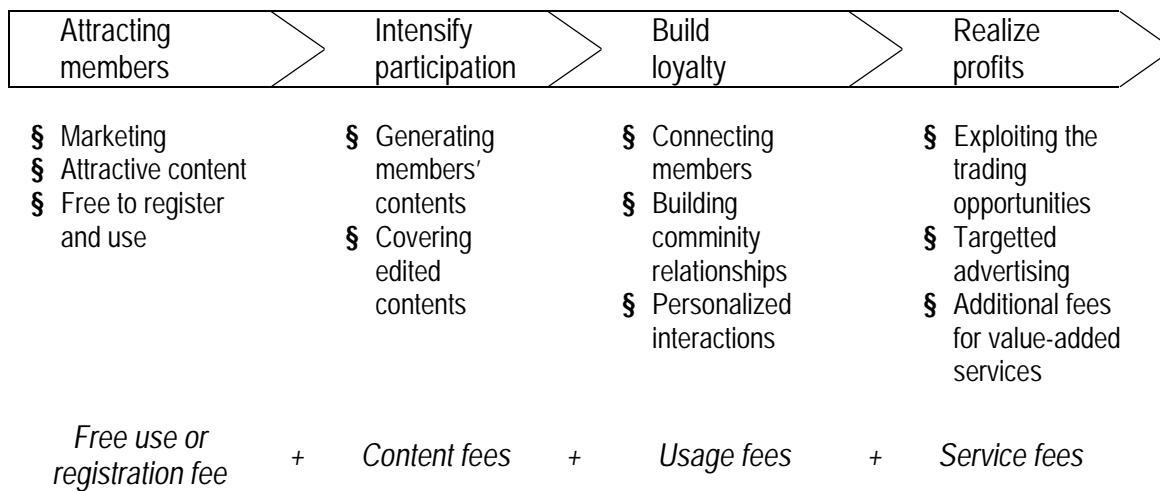 Attracting
members
Intensify
participation
Build
loyalty
Realize
profits
§ Marketing
§ Attractive content
§ Free to register
and use
§ Generating
members'
contents
§ Covering
edited
contents
§ Connecting
members
§ Building
comminity
relationships
§ Personalized
interactions
§ Exploiting the
trading
opportunities
§ Targetted
advertising
§ Additional fees
for value-added
services
Free use or
registration fee
+ Content fees + Usage fees + Service fees